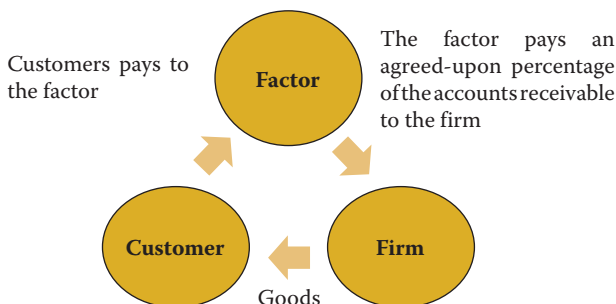 Customers pays to
the factor
Factor
The factor pays an
agreed-upon percentage
of the accounts receivable
to the firm
Customer
Firm
Goods